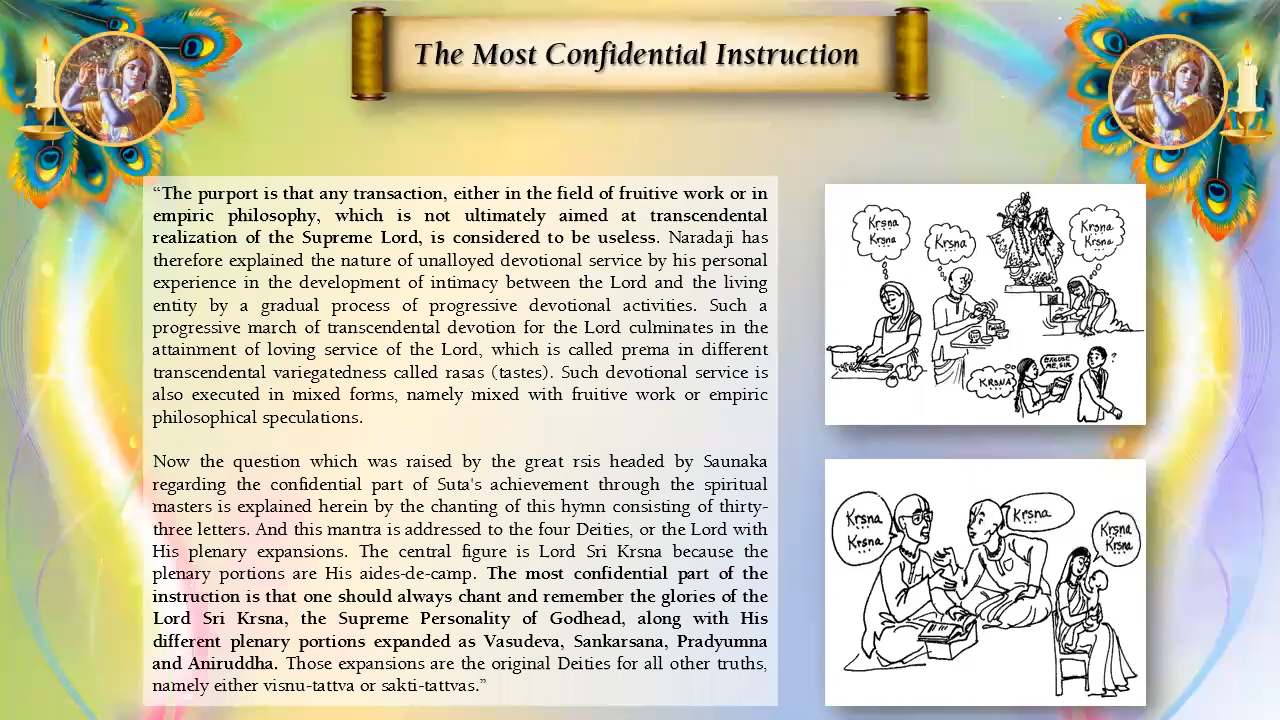 The Most Confidential Instruction
“The purport is that any transaction, either in the field of fruitive work or in
empiric philosophy, which is not ultimately aimed at transcendental
realization of the Supreme Lord, is considered to be useless. Naradaji has
therefore explained the nature of unalloyed devotional service by his personal
experience in the development of intimacy between the Lord and the living
entity by a gradual process of progressive devotional activities. Such a
progressive march of transcendental devotion for the Lord culminates in the
attainment of loving service of the Lord, which is called prema in different
transcendental variegatedness called rasas (tastes). Such devotional service is
also executed in mixed forms, namely mixed with fruitive work or empiric
philosophical speculations.
Now the question which was raised by the great rsis headed by Saunaka
regarding the confidential part of Suta's achievement through the spiritual
masters is explained herein by the chanting of this hymn consisting of thirty-
three letters. And this mantra is addressed to the four Deities, or the Lord with
His plenary expansions. The central figure is Lord Sri Krsna because the
plenary portions are His aides-de-camp. The most confidential part of the
instruction is that one should always chant and remember the glories of the
Lord Sri Krsna, the Supreme Personality of Godhead, along with His
different plenary portions expanded as Vasudeva, Sankarsana, Pradyumna
and Aniruddha. Those expansions are the original Deities for all other truths,
namely either visnu-tattva or sakti-tattvas.”
Kṛṣṇa
Kṛṣṇa
Kṛṣṇa
Kṛṣṇa
Kṛṣṇa
EXCUSE
ME, SIR
?
KṚṢṆA
Kṛṣṇa
Kṛṣṇa
Kṛṣṇa
Kṛṣṇa
Kṛṣṇa